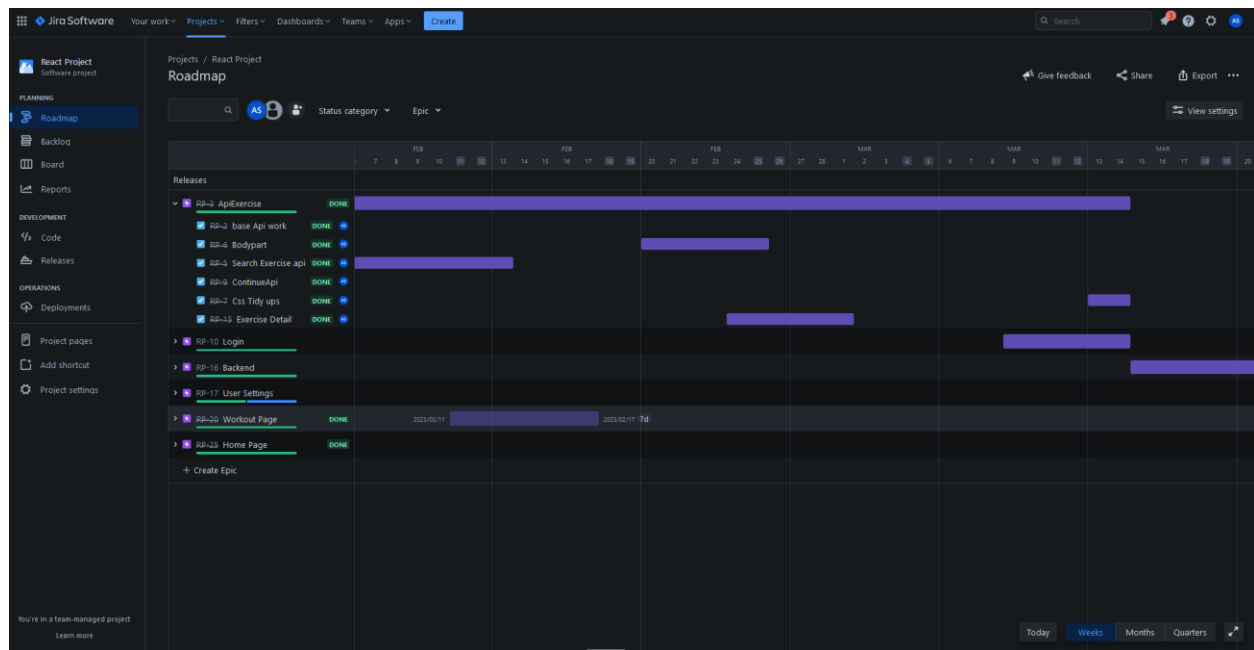 Jira Software Your work Projects Filters Dashboards Teams Apps Create Search 3 AS
React Project
Software project
PLANNING
Roadmap
Backlog
Board
Reports
DEVELOPMENT
Code
Releases
OPERATIONS
Deployments
Project pages
Add shortcut
Project settings
You're in a team-managed project
Learn more
Projects / React Project
Roadmap
Give feedback Share Export
AS Status category Epic View settings
FEB FEB FEB MAR MAR MAR
7 8 9 10 11 12 13 14 15 16 17 18 19 20 21 22 23 24 25 26 27 28 1 2 3 4 5 6 7 8 9 10 11 12 13 14 15 16 17 18 19 20
Releases
RP-3 ApiExercise DONE
RP-2 base Api work DONE
RP-6 Bodypart DONE
RP-5 Search Exercise api DONE
RP-9 ContinueApi DONE
RP-7 Css Tidy ups DONE
RP-15 Exercise Detail DONE
RP-10 Login
RP-16 Backend
RP-17 User Settings
RP-20 Workout Page DONE 2023/02/11 2023/02/17 7d
RP-25 Home Page DONE
+ Create Epic
Today Weeks Months Quarters